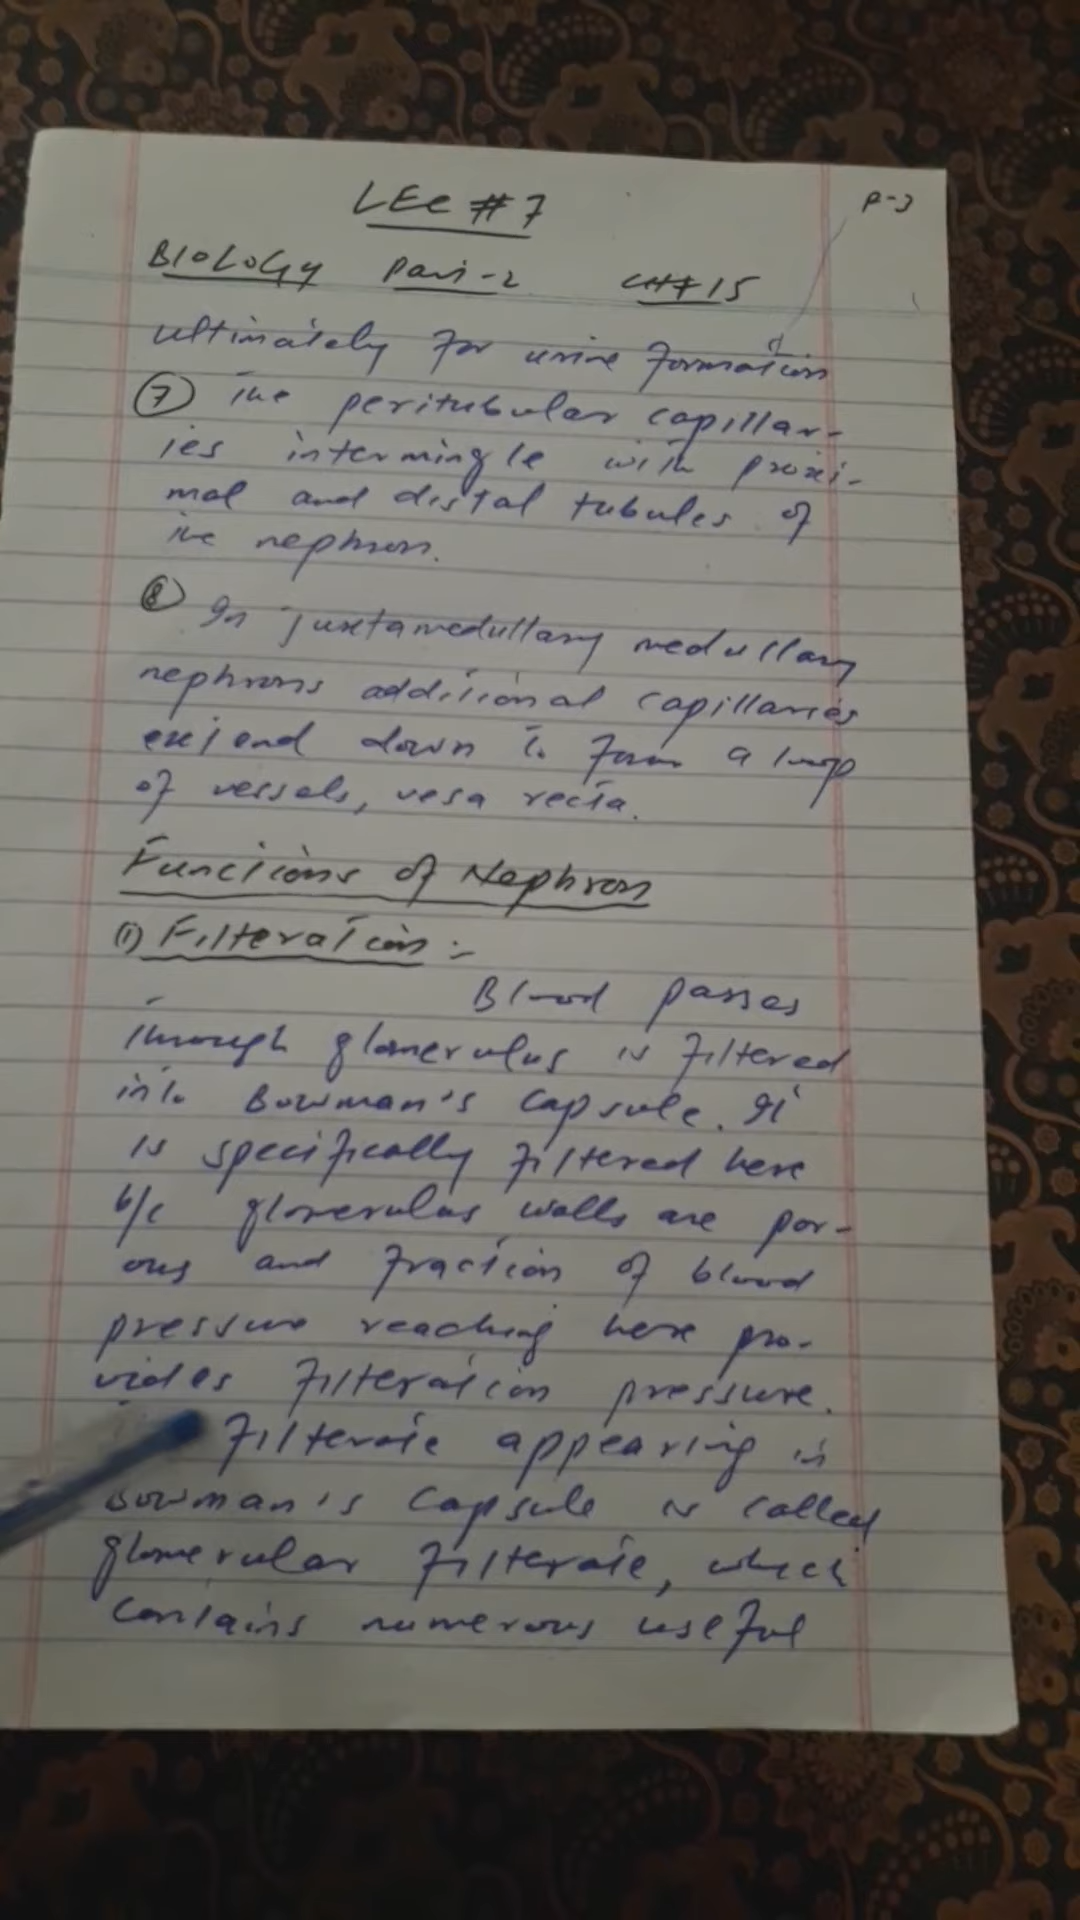 LEC #7
P-3
BIOLOGY Part-2 CH#15
ultimately for urine formation
⑦ The peritubular capillar-
ies intermingle with proxi-
mal and distal tubules of
the nephron.
⑧ In juxtamedullary medullary
nephrons additional capillaries
extend down to form a loop
of vessels, vesa recta.
Functions of Nephron
(i) Filteration :-
Blood passes
through glomerulus is filtered
into Bowman's capsule. It
is specifically filtered here
b/c glomerulus walls are por-
ous and fraction of blood
pressure reaching here pro-
vides filteration pressure.
Filterate appearing in
Bowman's capsule is called
glomerular filterate, which
contains numerous useful